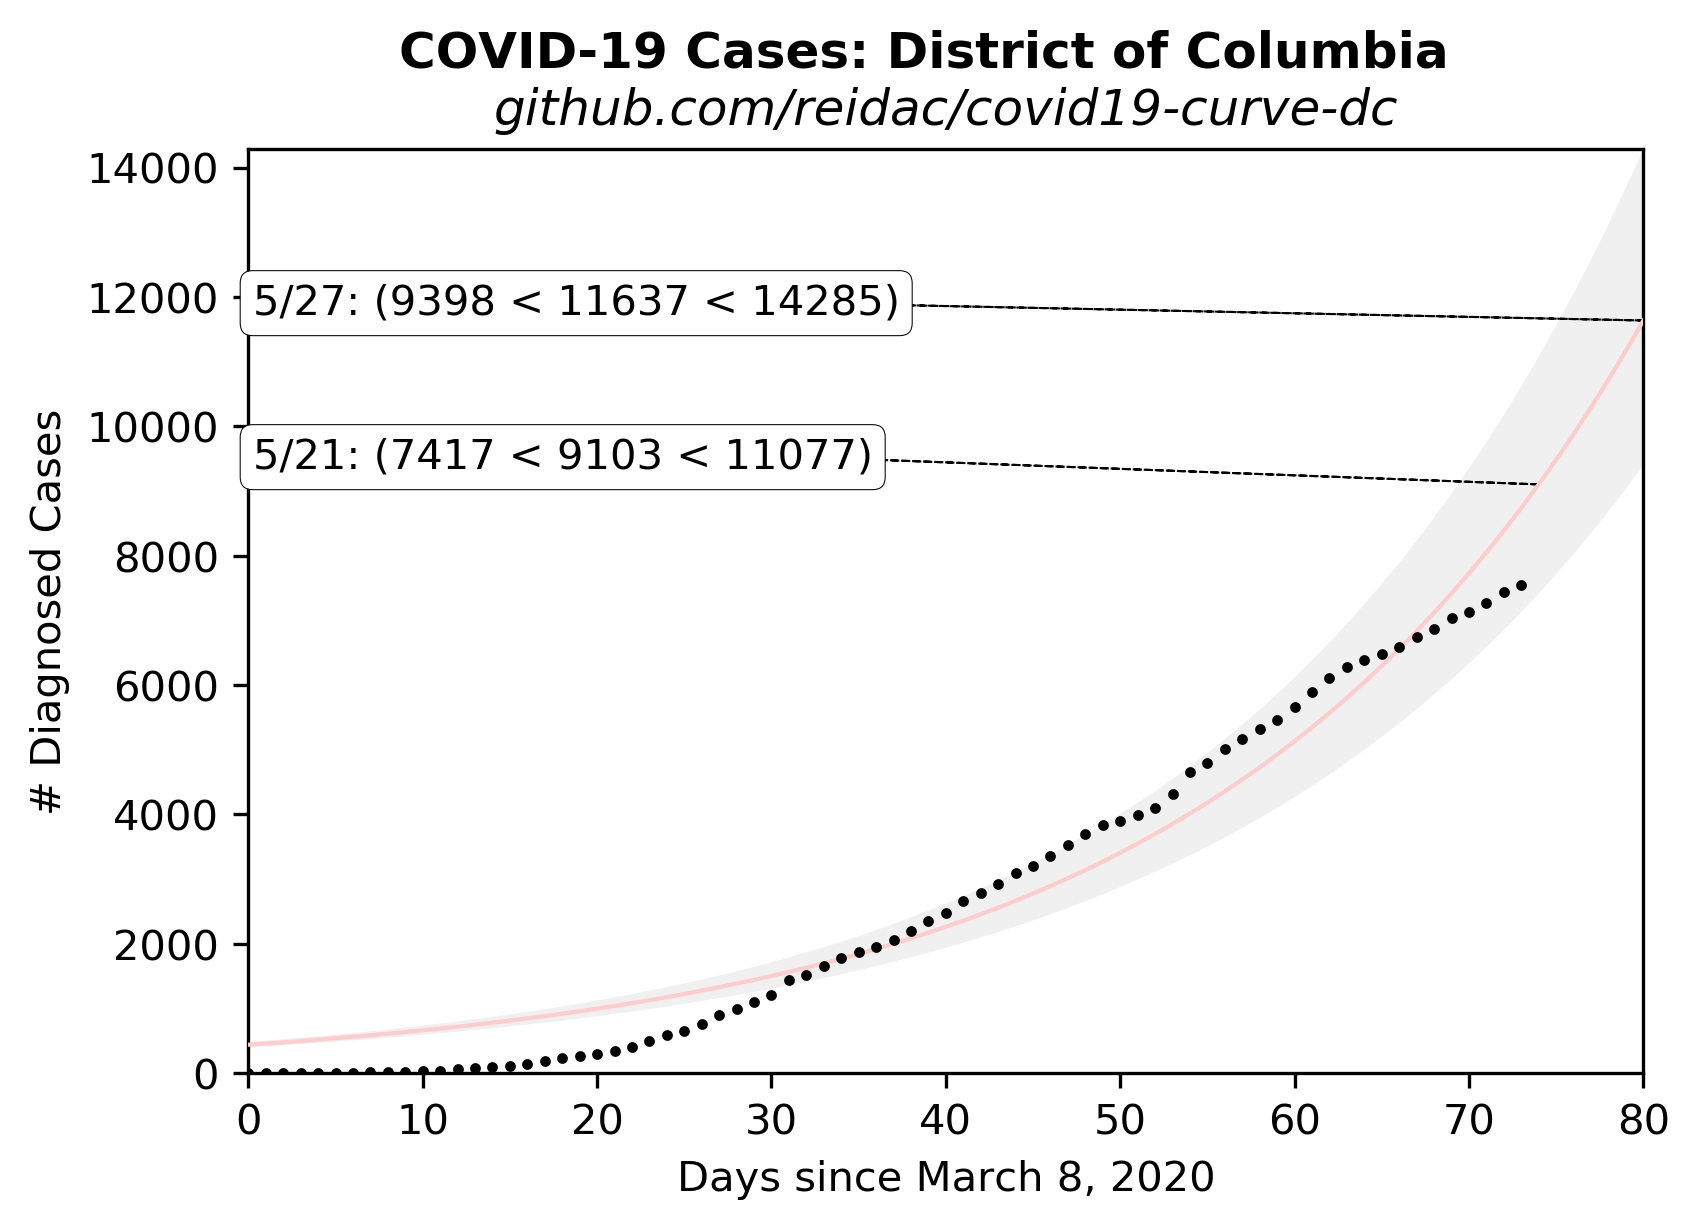 COVID-19 Cases: District of Columbia
github.com/reidac/covid19-curve-dc
14000
12000
10000
8000
6000
4000
2000
0
# Diagnosed Cases
5/27: (9398 < 11637 < 14285)
5/21: (7417 < 9103 < 11077)
0 10 20 30 40 50 60 70 80
Days since March 8, 2020